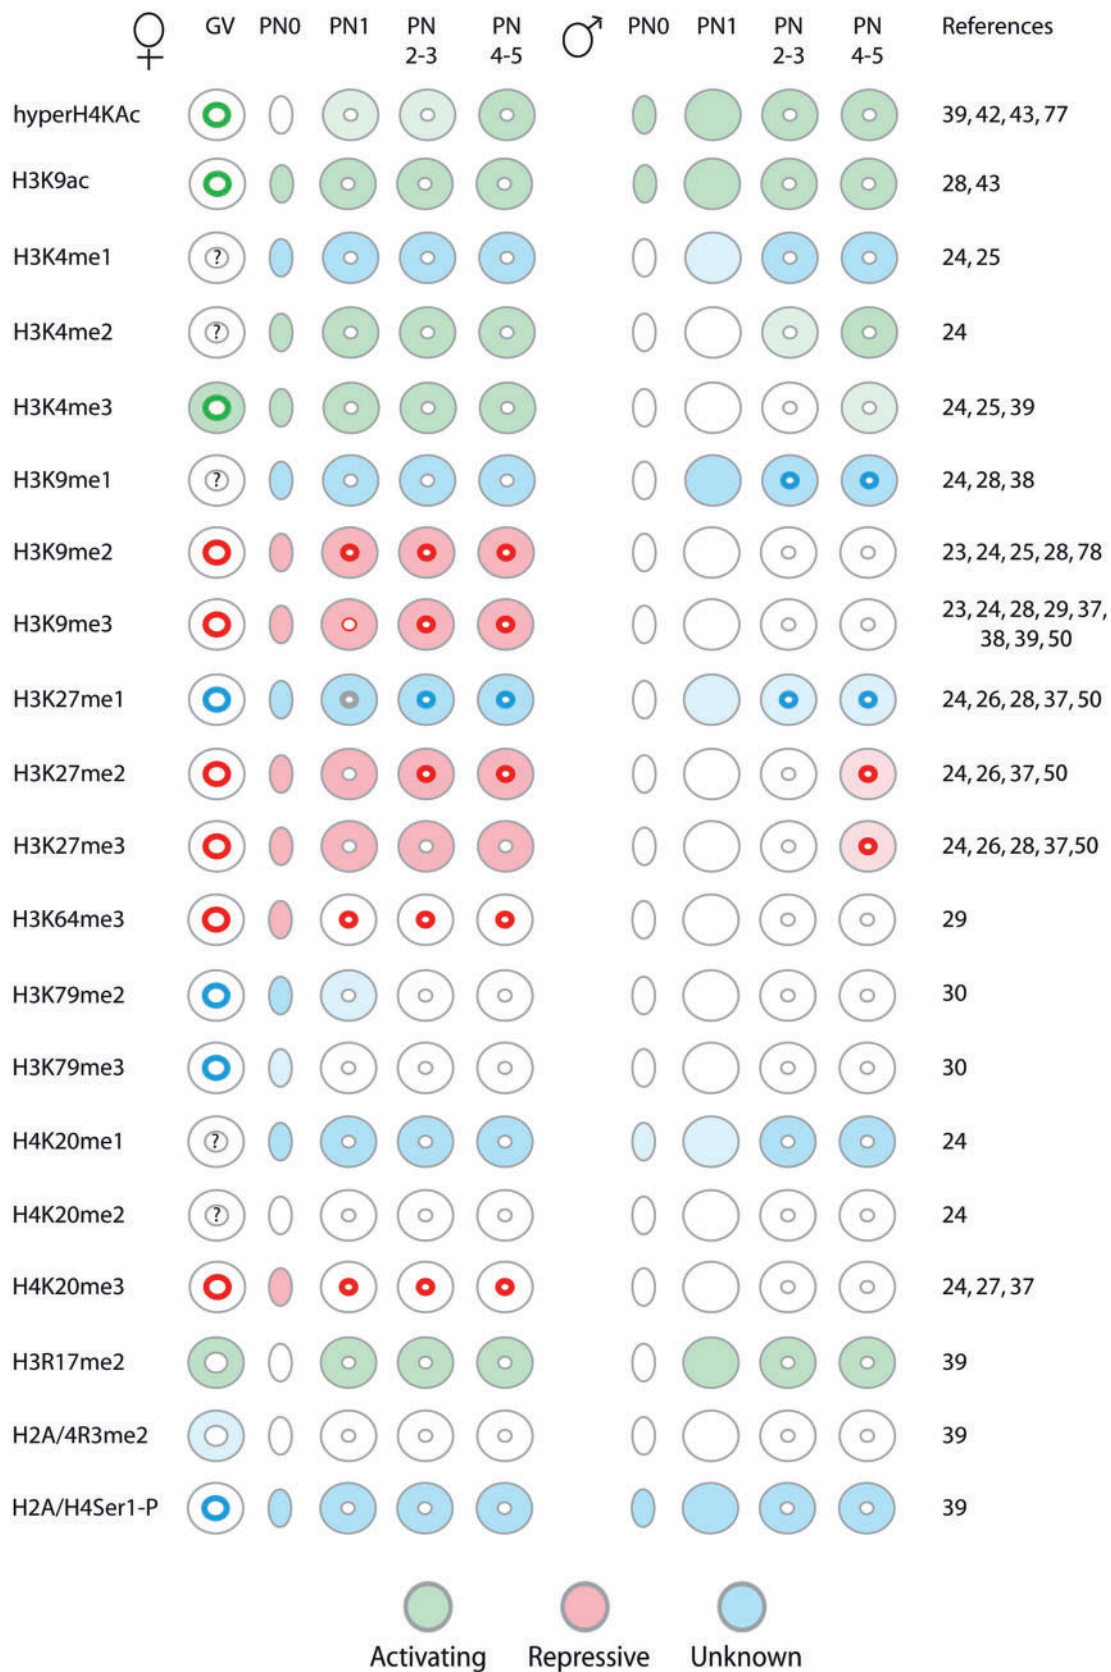 ♀ GV PN0 PN1 PN 2-3 PN 4-5 ♂ PN0 PN1 PN 2-3 PN 4-5 References
hyperH4KAc 39, 42, 43, 77
H3K9ac 28, 43
H3K4me1 ? 24, 25
H3K4me2 ? 24
H3K4me3 24, 25, 39
H3K9me1 ? 24, 28, 38
H3K9me2 23, 24, 25, 28, 78
H3K9me3 23, 24, 28, 29, 37,
38, 39, 50
H3K27me1 24, 26, 28, 37, 50
H3K27me2 24, 26, 37, 50
H3K27me3 24, 26, 28, 37,50
H3K64me3 29
H3K79me2 30
H3K79me3 30
H4K20me1 ? 24
H4K20me2 ? 24
H4K20me3 24, 27, 37
H3R17me2 39
H2A/4R3me2 39
H2A/H4Ser1-P 39
Activating Repressive Unknown